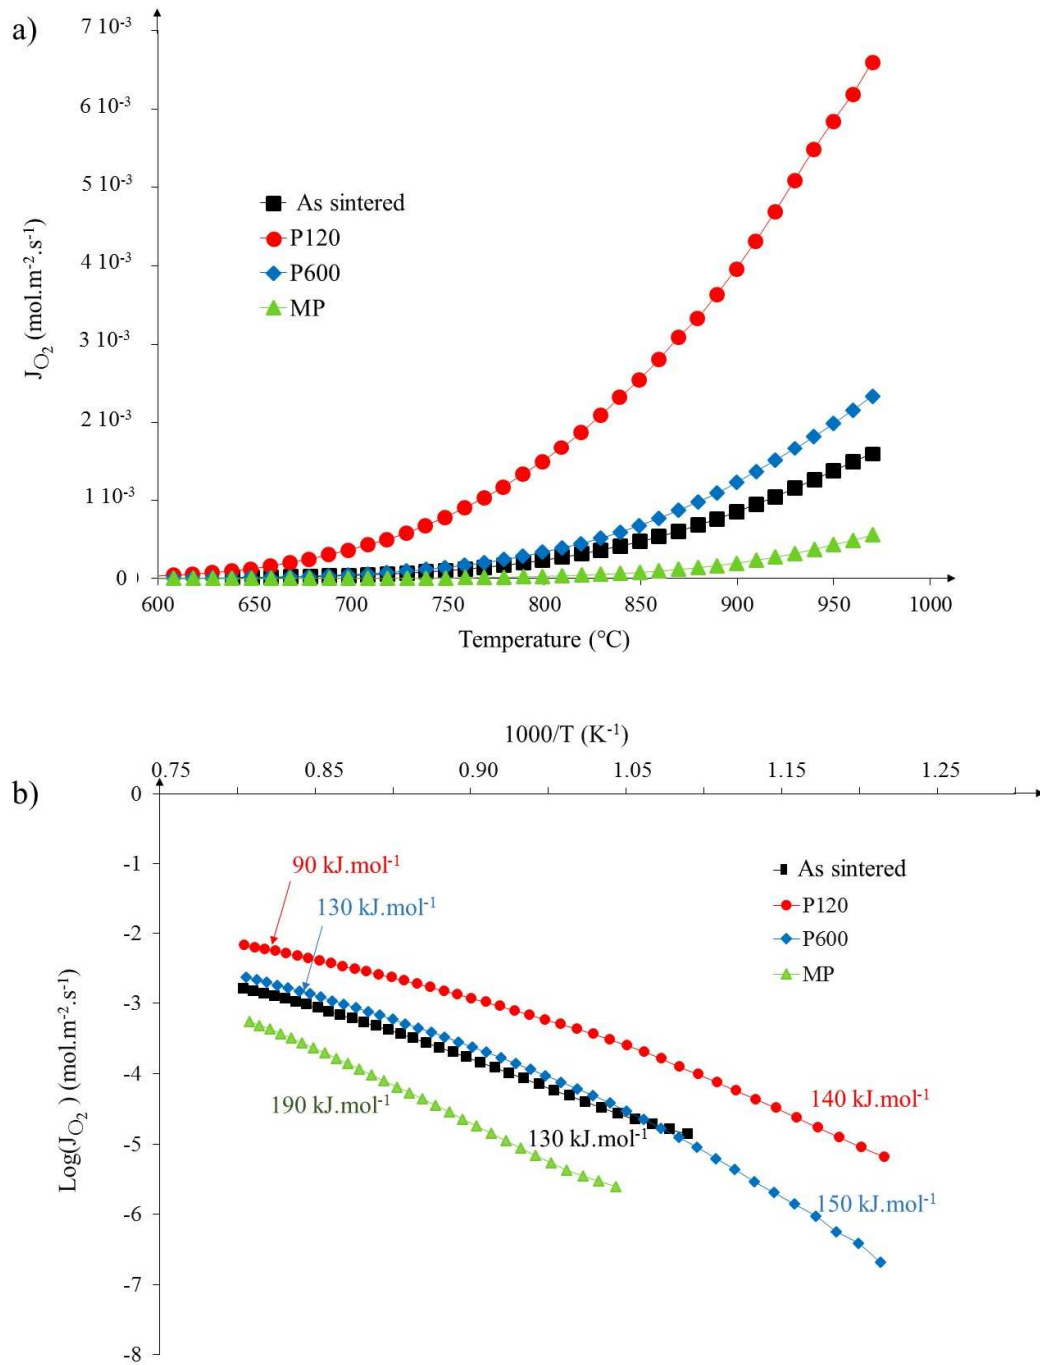 a)
7 10⁻³
6 10⁻³
5 10⁻³
4 10⁻³
3 10⁻³
2 10⁻³
1 10⁻³
0
J_O₂ (mol.m⁻².s⁻¹)
As sintered
P120
P600
MP
600 650 700 750 800 850 900 950 1000
Temperature (°C)
1000/T (K⁻¹)
0.75 0.85 0.90 1.05 1.15 1.25
b)
0
-1
-2
-3
-4
-5
-6
-7
-8
Log(J_O₂) (mol.m⁻².s⁻¹)
90 kJ.mol⁻¹
130 kJ.mol⁻¹
As sintered
P120
P600
MP
190 kJ.mol⁻¹
130 kJ.mol⁻¹
140 kJ.mol⁻¹
150 kJ.mol⁻¹